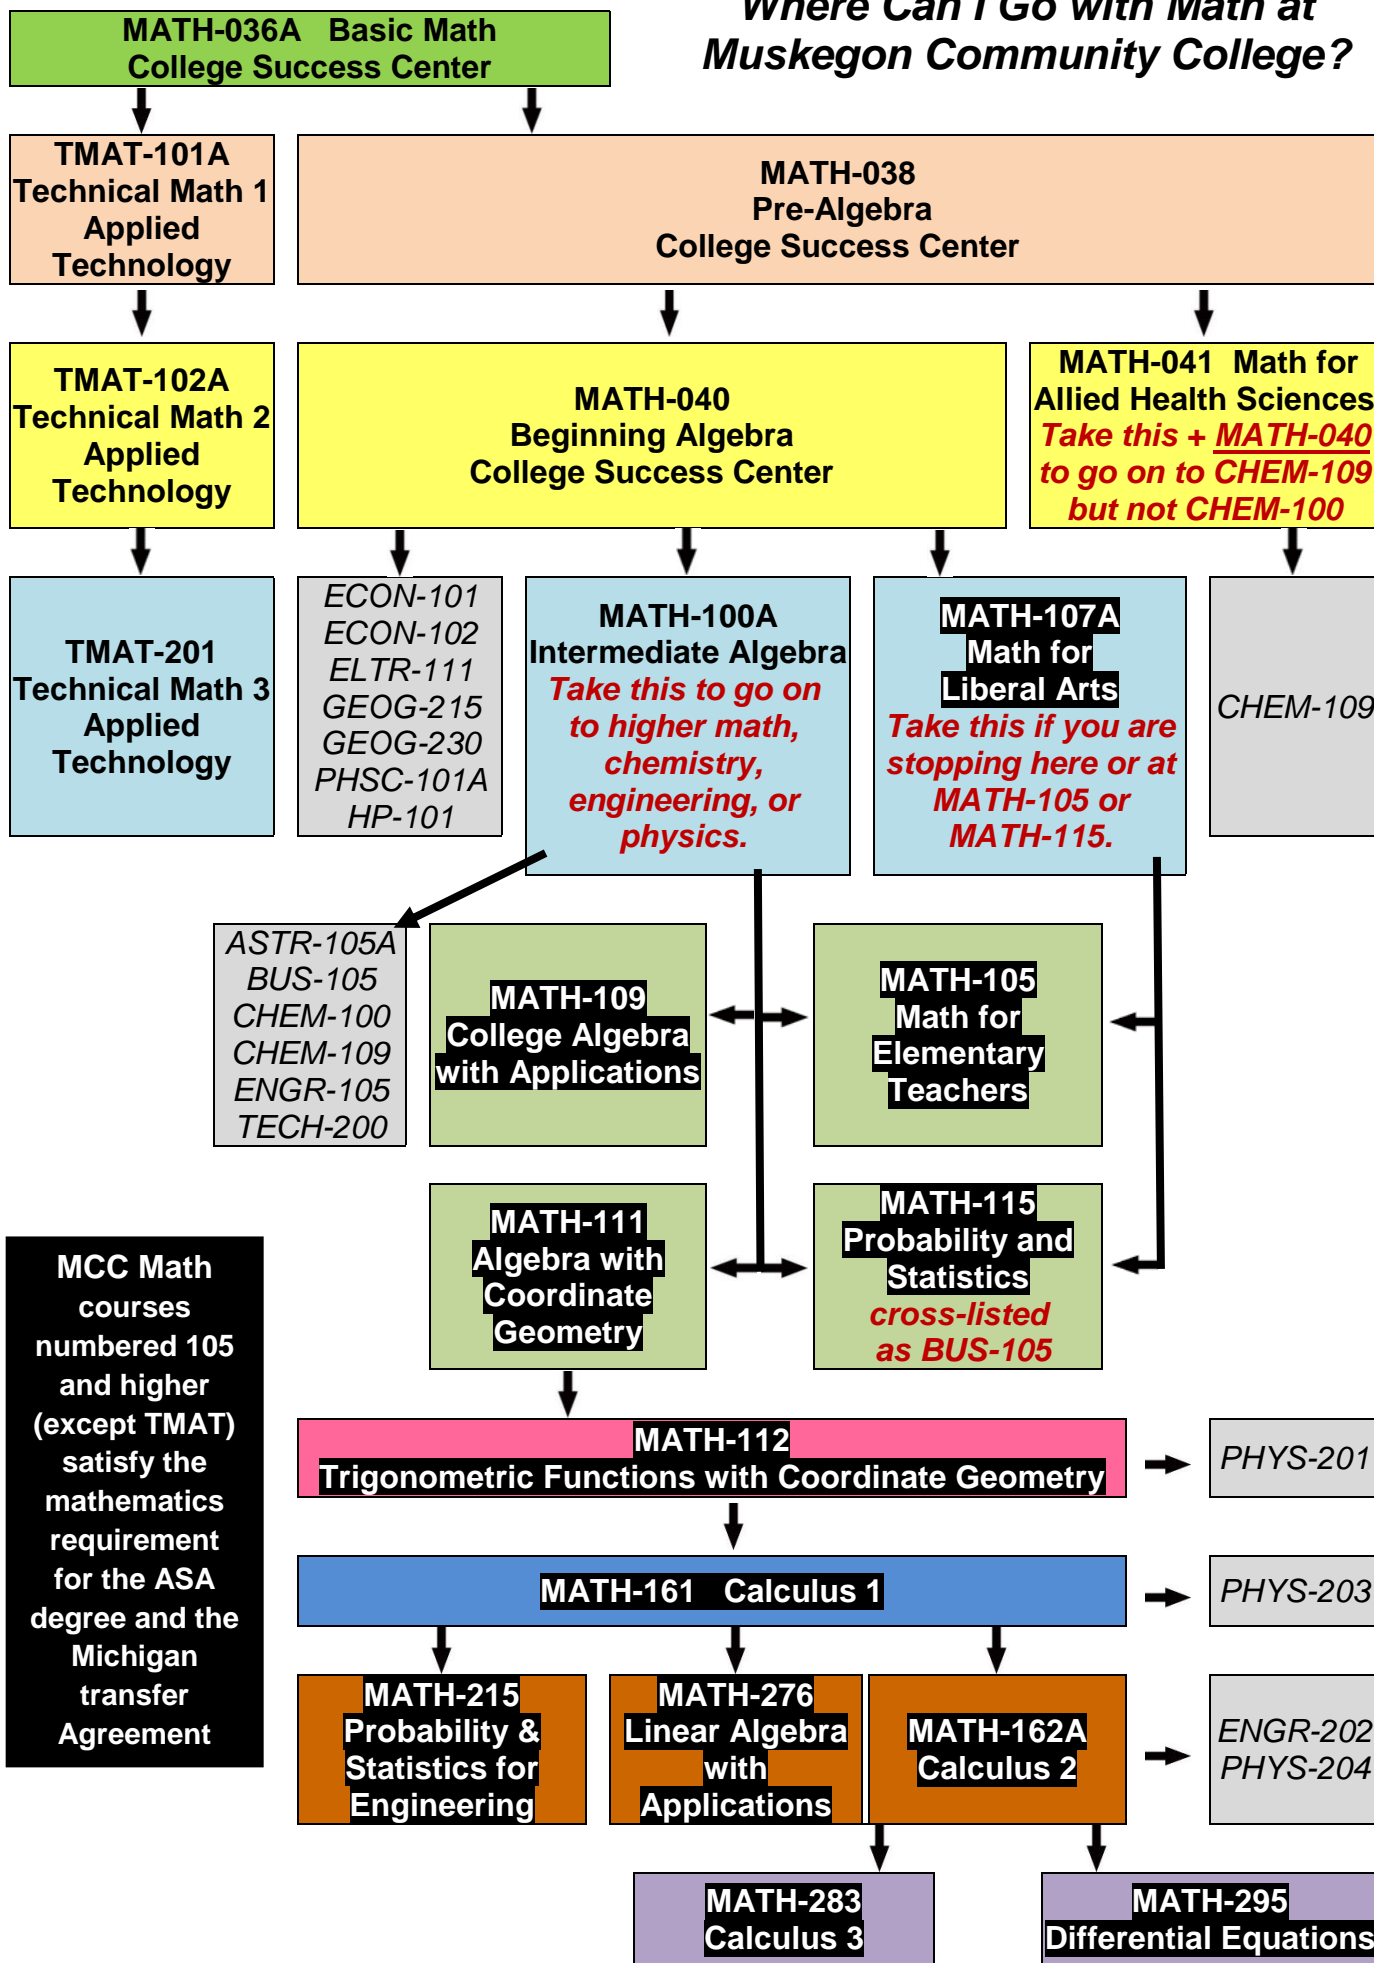 Where Can I Go with Math at
Muskegon Community College?
MATH-036A Basic Math
College Success Center
TMAT-101A
Technical Math 1
Applied
Technology
MATH-038
Pre-Algebra
College Success Center
TMAT-102A
Technical Math 2
Applied
Technology
MATH-040
Beginning Algebra
College Success Center
MATH-041 Math for
Allied Health Sciences
Take this + MATH-040
to go on to CHEM-109
but not CHEM-100
TMAT-201
Technical Math 3
Applied
Technology
ECON-101
ECON-102
ELTR-111
GEOG-215
GEOG-230
PHSC-101A
HP-101
MATH-100A
Intermediate Algebra
Take this to go on
to higher math,
chemistry,
engineering, or
physics.
MATH-107A
Math for
Liberal Arts
Take this if you are
stopping here or at
MATH-105 or
MATH-115.
CHEM-109
ASTR-105A
BUS-105
CHEM-100
CHEM-109
ENGR-105
TECH-200
MATH-109
College Algebra
with Applications
MATH-105
Math for
Elementary
Teachers
MATH-111
Algebra with
Coordinate
Geometry
MATH-115
Probability and
Statistics
cross-listed
as BUS-105
MCC Math
courses
numbered 105
and higher
(except TMAT)
satisfy the
mathematics
requirement
for the ASA
degree and the
Michigan
transfer
Agreement
MATH-112
Trigonometric Functions with Coordinate Geometry
PHYS-201
MATH-161 Calculus 1
PHYS-203
MATH-215
Probability &
Statistics for
Engineering
MATH-276
Linear Algebra
with
Applications
MATH-162A
Calculus 2
ENGR-202
PHYS-204
MATH-283
Calculus 3
MATH-295
Differential Equations